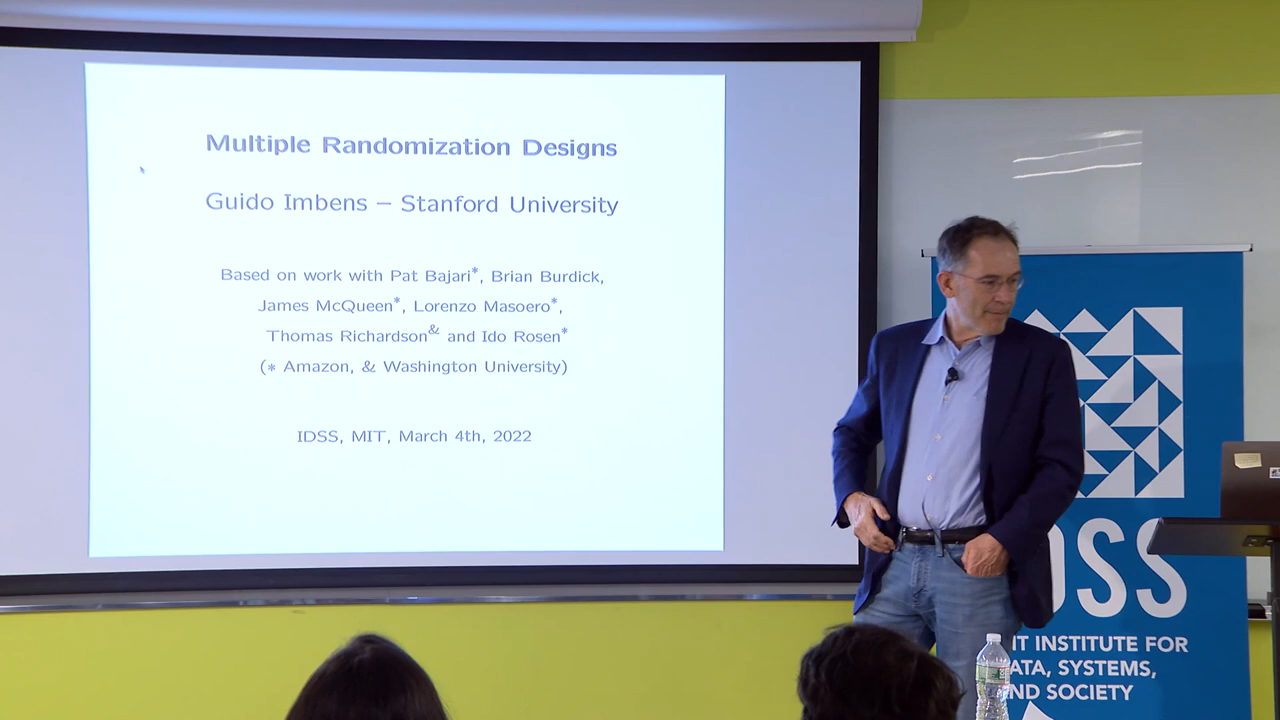 Multiple Randomization Designs
Guido Imbens – Stanford University
Based on work with Pat Bajari*, Brian Burdick,
James McQueen*, Lorenzo Masoero*,
Thomas Richardson& and Ido Rosen*
(* Amazon, & Washington University)
IDSS, MIT, March 4th, 2022
DSS
IT INSTITUTE FOR
ATA, SYSTEMS,
ND SOCIETY